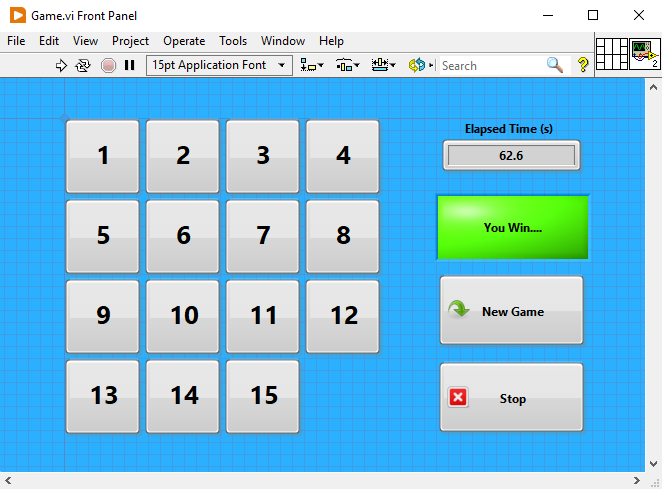 Game.vi Front Panel
File Edit View Project Operate Tools Window Help
15pt Application Font
Search
?
2
Elapsed Time (s)
62.6
1 2 3 4
You Win....
5 6 7 8
New Game
9 10 11 12
Stop
13 14 15